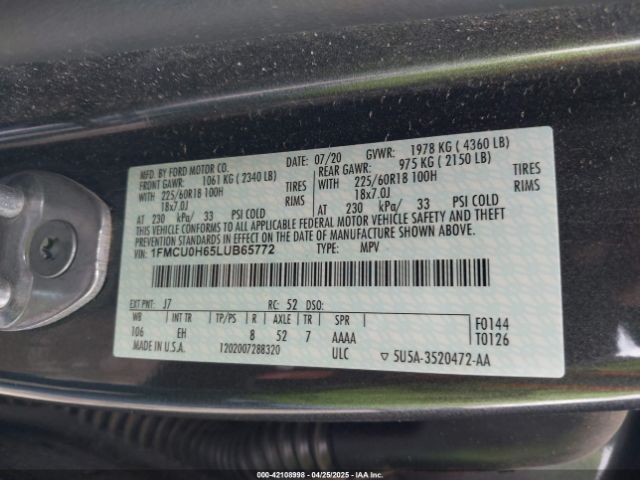 MFD. BY FORD MOTOR CO.
DATE: 07/20 GVWR: 1978 KG ( 4360 LB)
FRONT GAWR: 1061 KG ( 2340 LB)
REAR GAWR: 975 KG ( 2150 LB)
WITH 225/60R18 100H TIRES
WITH 225/60R18 100H TIRES
18x7.0J RIMS
18x7.0J RIMS
AT 230 kPa/ 33 PSI COLD
AT 230 kPa/ 33 PSI COLD
THIS VEHICLE CONFORMS TO ALL APPLICABLE FEDERAL MOTOR VEHICLE SAFETY AND THEFT
PREVENTION STANDARDS IN EFFECT ON THE DATE OF MANUFACTURE SHOWN ABOVE.
VIN: 1FMCU0H65LUB65772 TYPE: MPV
EXT PNT: J7 RC: 52 DSO:
WB INT TR TP/PS R AXLE TR SPR
106 EH 8 52 7 AAAA
F0144
T0126
MADE IN U.S.A. 1202007288320 ULC ▽ 5U5A-3520472-AA
000-42108998 - 04/25/2025 - IAA Inc.